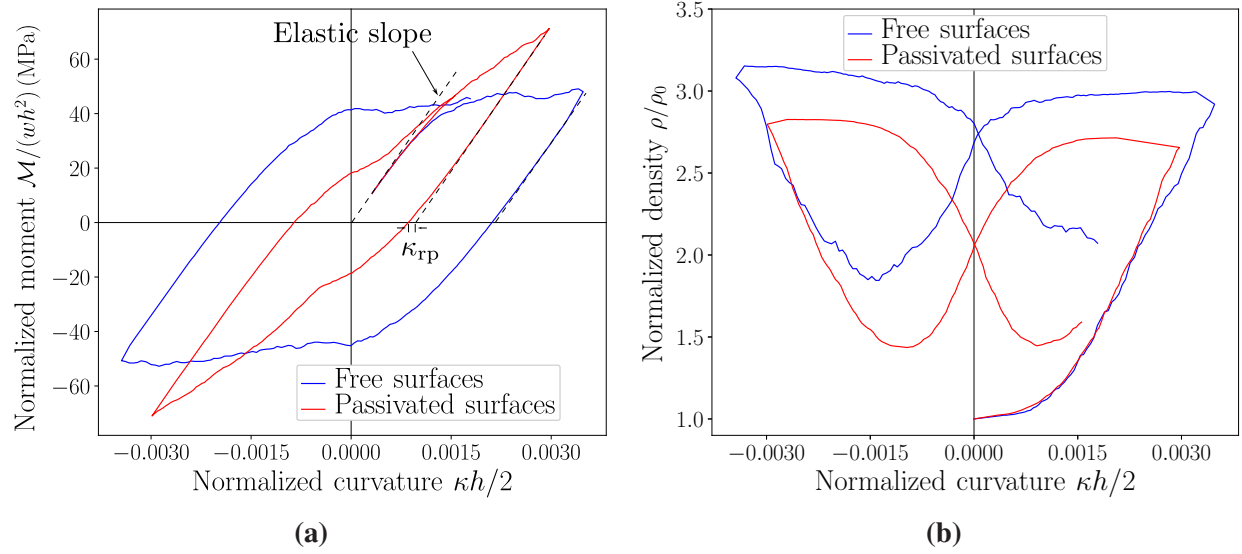 Normalized moment M/(wh²) (MPa)
60
40
20
0
−20
−40
−60
Elastic slope
κrp
Free surfaces
Passivated surfaces
−0.0030 −0.0015 0.0000 0.0015 0.0030
Normalized curvature κh/2
(a)
Normalized density ρ/ρ0
3.5
3.0
2.5
2.0
1.5
1.0
Free surfaces
Passivated surfaces
−0.0030 −0.0015 0.0000 0.0015 0.0030
Normalized curvature κh/2
(b)